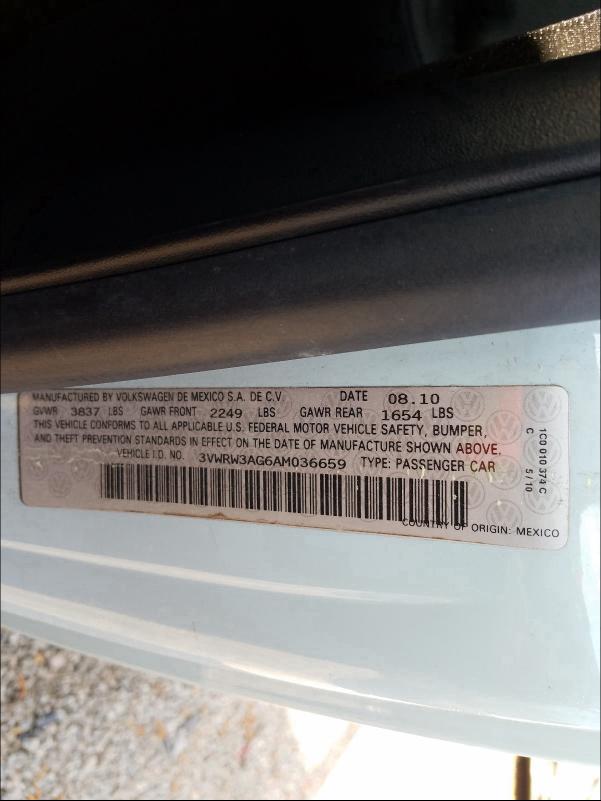 MANUFACTURED BY VOLKSWAGEN DE MEXICO S.A. DE C.V. DATE 08.10
GVWR 3837 LBS GAWR FRONT 2249 LBS GAWR REAR 1654 LBS
THIS VEHICLE CONFORMS TO ALL APPLICABLE U.S. FEDERAL MOTOR VEHICLE SAFETY, BUMPER,
AND THEFT PREVENTION STANDARDS IN EFFECT ON THE DATE OF MANUFACTURE SHOWN ABOVE.
VEHICLE I.D. NO. 3VWRW3AG6AM036659 TYPE: PASSENGER CAR
COUNTRY OF ORIGIN: MEXICO
1C0 010 374 C
C 5/10